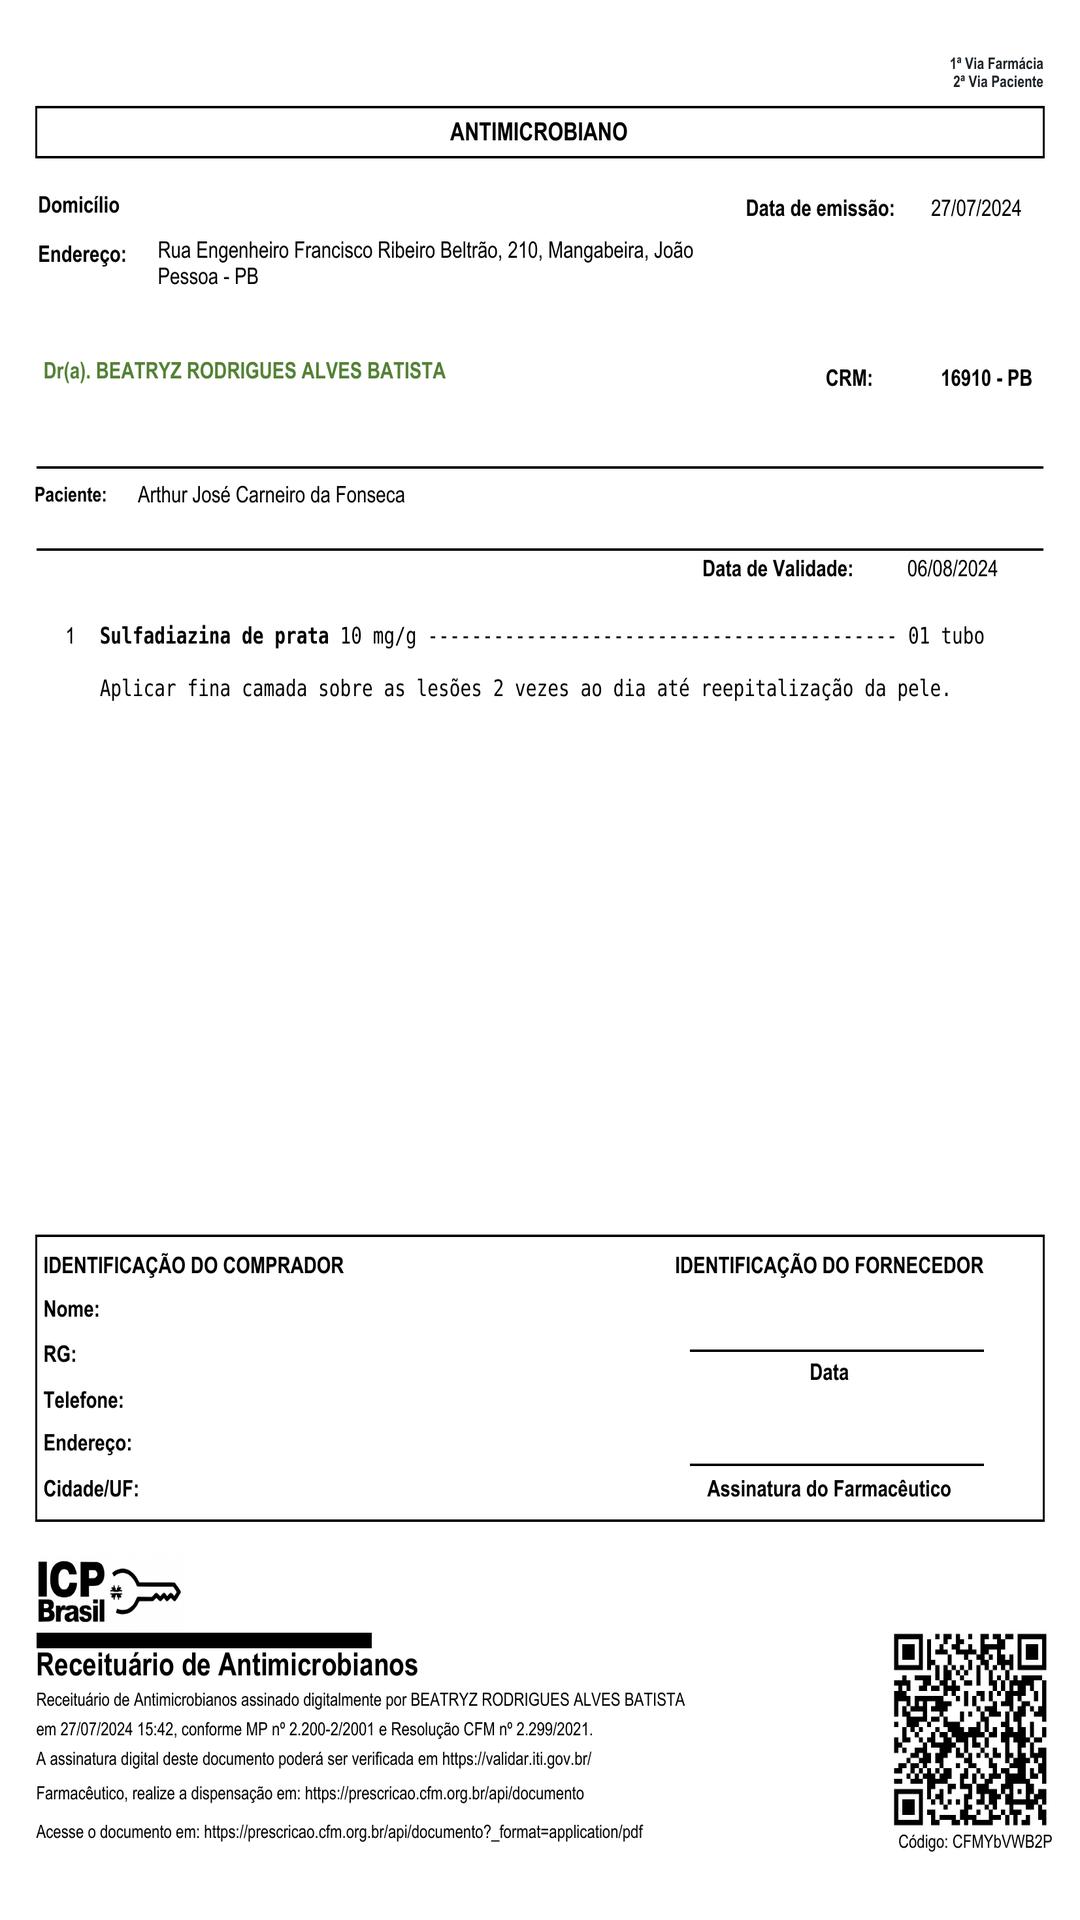 1ª Via Farmácia
2ª Via Paciente
ANTIMICROBIANO
Domicílio
Data de emissão: 27/07/2024
Endereço: Rua Engenheiro Francisco Ribeiro Beltrão, 210, Mangabeira, João
Pessoa - PB
Dr(a). BEATRYZ RODRIGUES ALVES BATISTA
CRM: 16910 - PB
Paciente: Arthur José Carneiro da Fonseca
Data de Validade: 06/08/2024
1 Sulfadiazina de prata 10 mg/g ------------------------------------------- 01 tubo
Aplicar fina camada sobre as lesões 2 vezes ao dia até reepitalização da pele.
IDENTIFICAÇÃO DO COMPRADOR
Nome:
RG:
Telefone:
Endereço:
Cidade/UF:
IDENTIFICAÇÃO DO FORNECEDOR
Data
Assinatura do Farmacêutico
ICP
Brasil
Receituário de Antimicrobianos
Receituário de Antimicrobianos assinado digitalmente por BEATRYZ RODRIGUES ALVES BATISTA
em 27/07/2024 15:42, conforme MP nº 2.200-2/2001 e Resolução CFM nº 2.299/2021.
A assinatura digital deste documento poderá ser verificada em https://validar.iti.gov.br/
Farmacêutico, realize a dispensação em: https://prescricao.cfm.org.br/api/documento
Acesse o documento em: https://prescricao.cfm.org.br/api/documento?_format=application/pdf
Código: CFMYbVWB2P